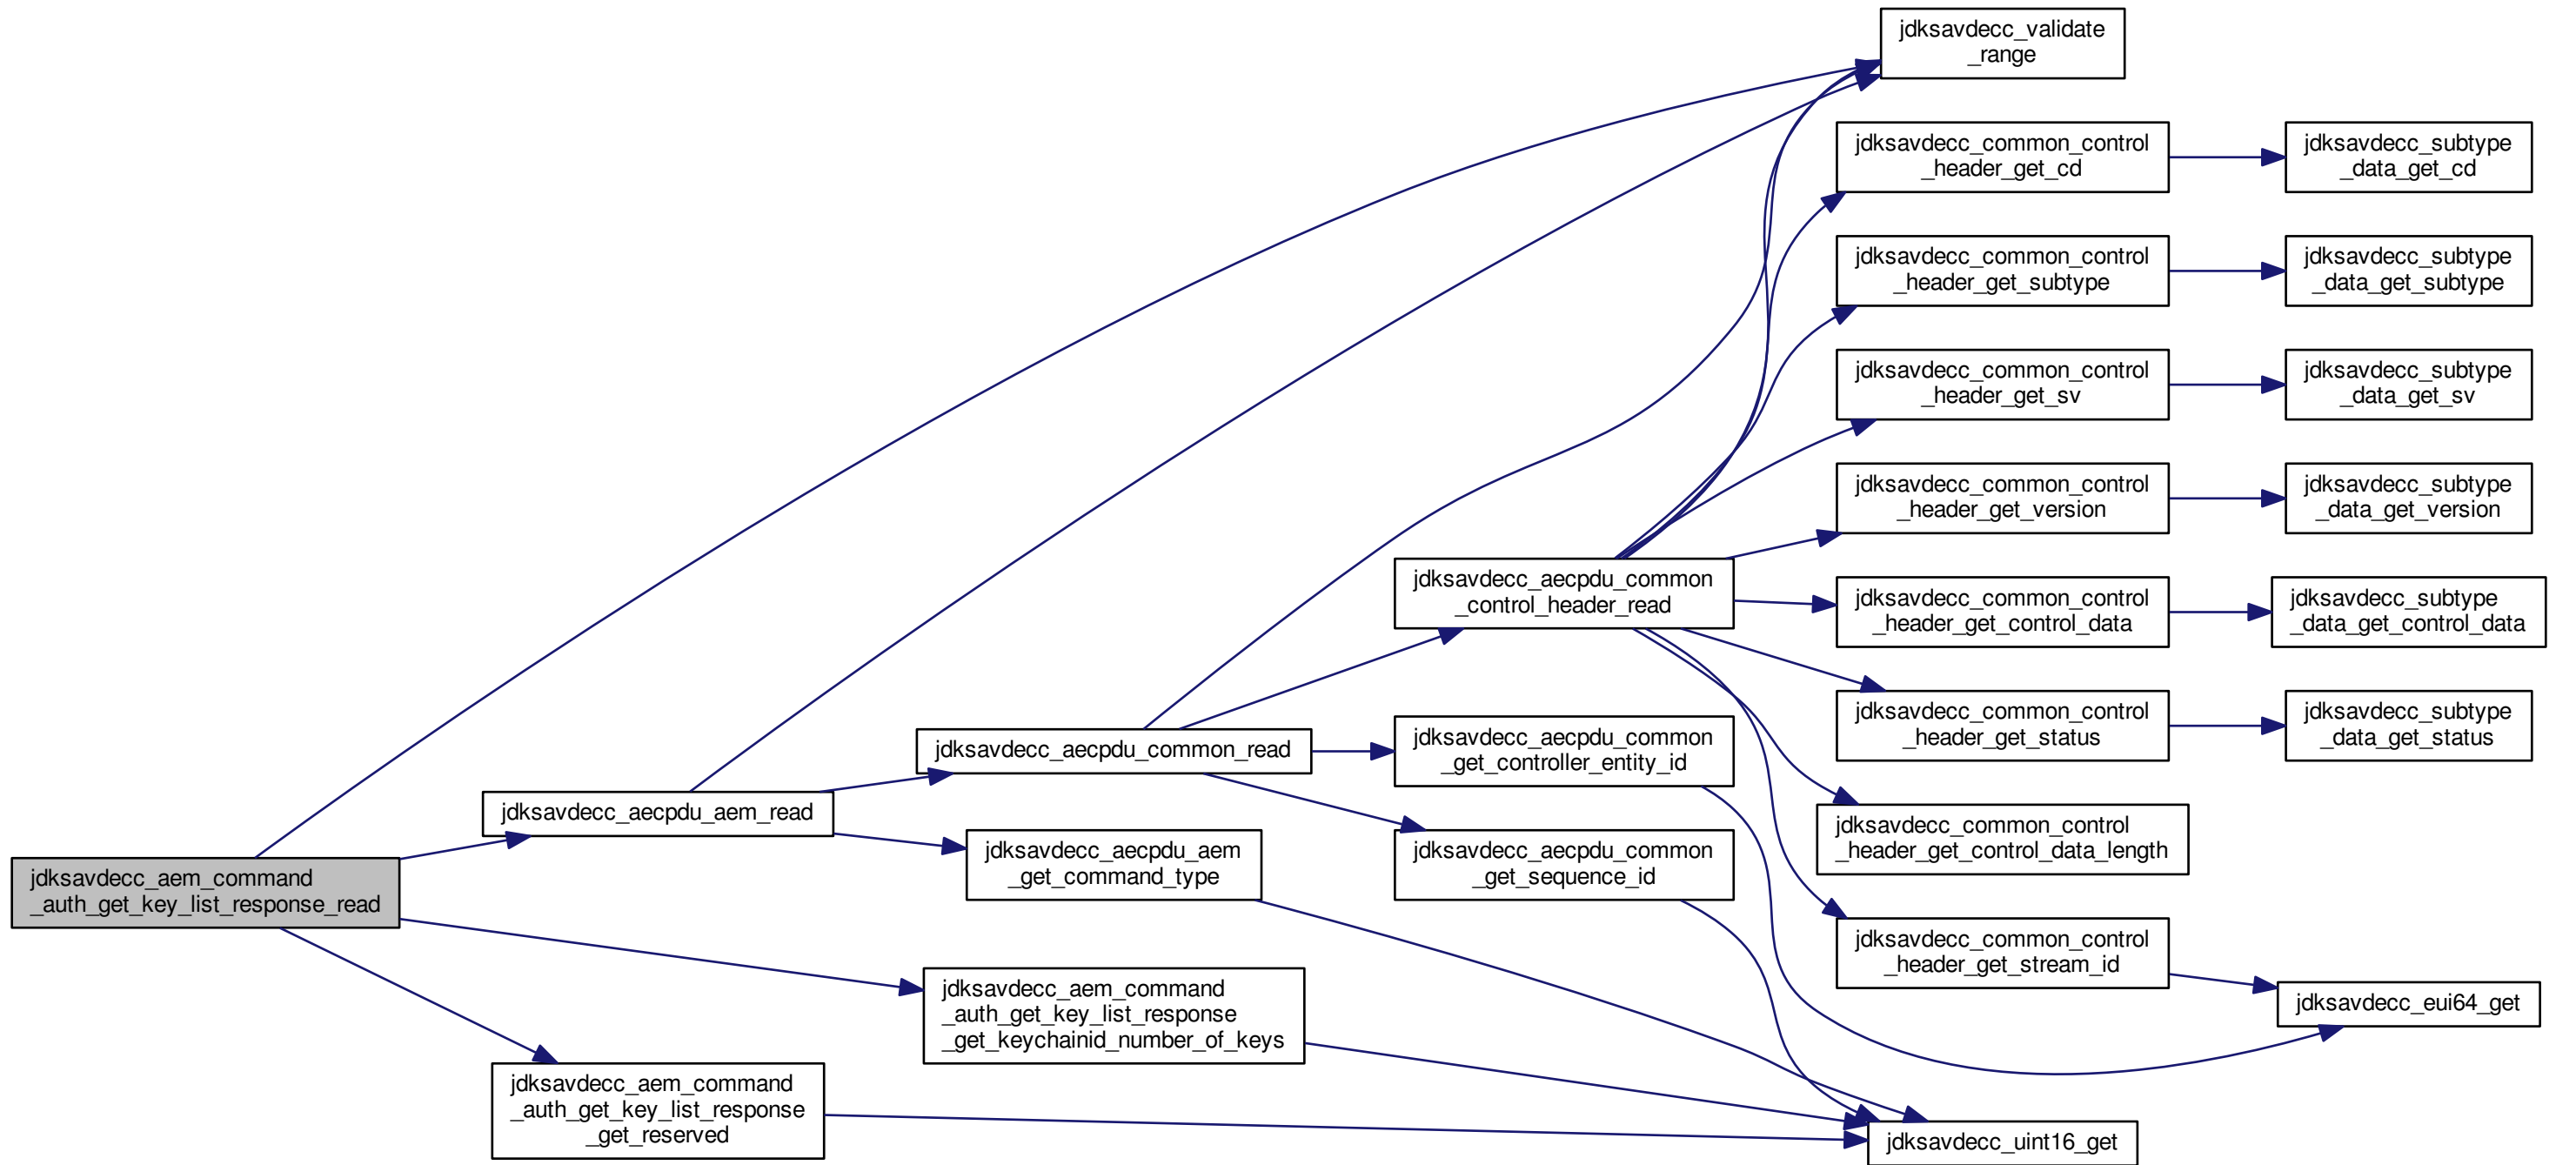 jdksavdecc_validate
_range
jdksavdecc_common_control
_header_get_cd
jdksavdecc_subtype
_data_get_cd
jdksavdecc_common_control
_header_get_subtype
jdksavdecc_subtype
_data_get_subtype
jdksavdecc_common_control
_header_get_sv
jdksavdecc_subtype
_data_get_sv
jdksavdecc_common_control
_header_get_version
jdksavdecc_subtype
_data_get_version
jdksavdecc_aecpdu_common
_control_header_read
jdksavdecc_common_control
_header_get_control_data
jdksavdecc_subtype
_data_get_control_data
jdksavdecc_common_control
_header_get_status
jdksavdecc_subtype
_data_get_status
jdksavdecc_aecpdu_common_read
jdksavdecc_aecpdu_common
_get_controller_entity_id
jdksavdecc_aecpdu_aem_read
jdksavdecc_common_control
_header_get_control_data_length
jdksavdecc_aecpdu_aem
_get_command_type
jdksavdecc_aecpdu_common
_get_sequence_id
jdksavdecc_aem_command
_auth_get_key_list_response_read
jdksavdecc_common_control
_header_get_stream_id
jdksavdecc_aem_command
_auth_get_key_list_response
_get_keychainid_number_of_keys
jdksavdecc_eui64_get
jdksavdecc_aem_command
_auth_get_key_list_response
_get_reserved
jdksavdecc_uint16_get